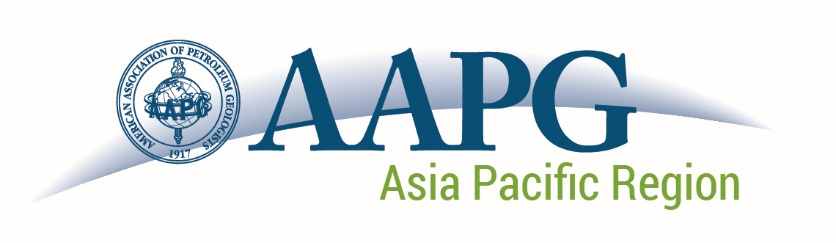 AMERICAN ASSOCIATION OF PETROLEUM GEOLOGISTS
AAPG
1917
AAPG
Asia Pacific Region